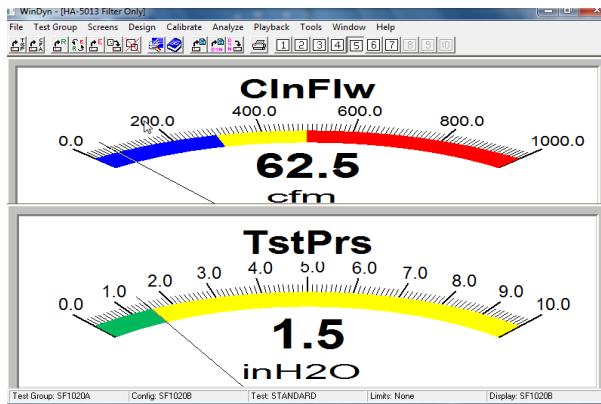 WinDyn - [HA-5013 Filter Only]
File Test Group Screens Design Calibrate Analyze Playback Tools Window Help
1 2 3 4 5 6 7 8 9 10
ClnFlw
0.0 200.0 400.0 600.0 800.0 1000.0
62.5
cfm
TstPrs
0.0 1.0 2.0 3.0 4.0 5.0 6.0 7.0 8.0 9.0 10.0
1.5
inH2O
Test Group: SF1020A Config: SF1020B Test: STANDARD Limits: None Display: SF1020B